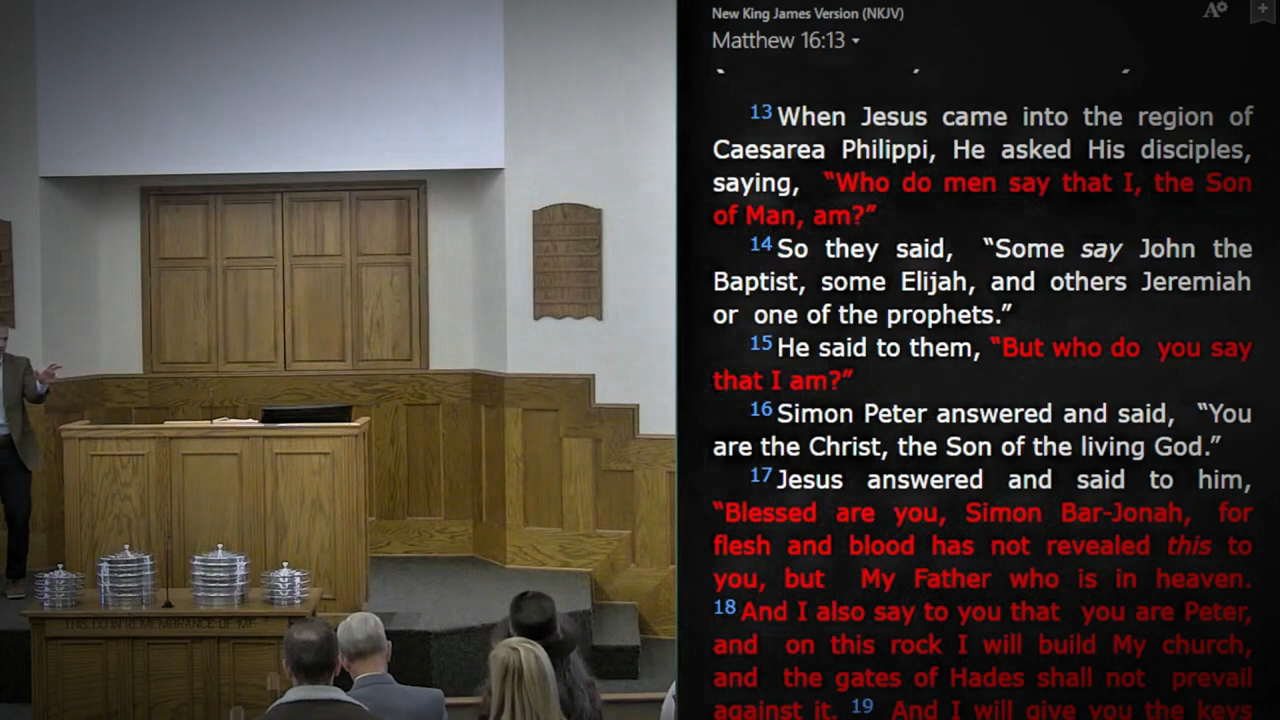 THIS DO IN REMEMBRANCE OF ME
New King James Version (NKJV)
Matthew 16:13
13 When Jesus came into the region of
Caesarea Philippi, He asked His disciples,
saying, “Who do men say that I, the Son
of Man, am?”
14 So they said, “Some say John the
Baptist, some Elijah, and others Jeremiah
or one of the prophets.”
15 He said to them, “But who do you say
that I am?”
16 Simon Peter answered and said, “You
are the Christ, the Son of the living God.”
17 Jesus answered and said to him,
“Blessed are you, Simon Bar-Jonah, for
flesh and blood has not revealed this to
you, but My Father who is in heaven.
18 And I also say to you that you are Peter,
and on this rock I will build My church,
and the gates of Hades shall not prevail
against it. 19 And I will give you the keys